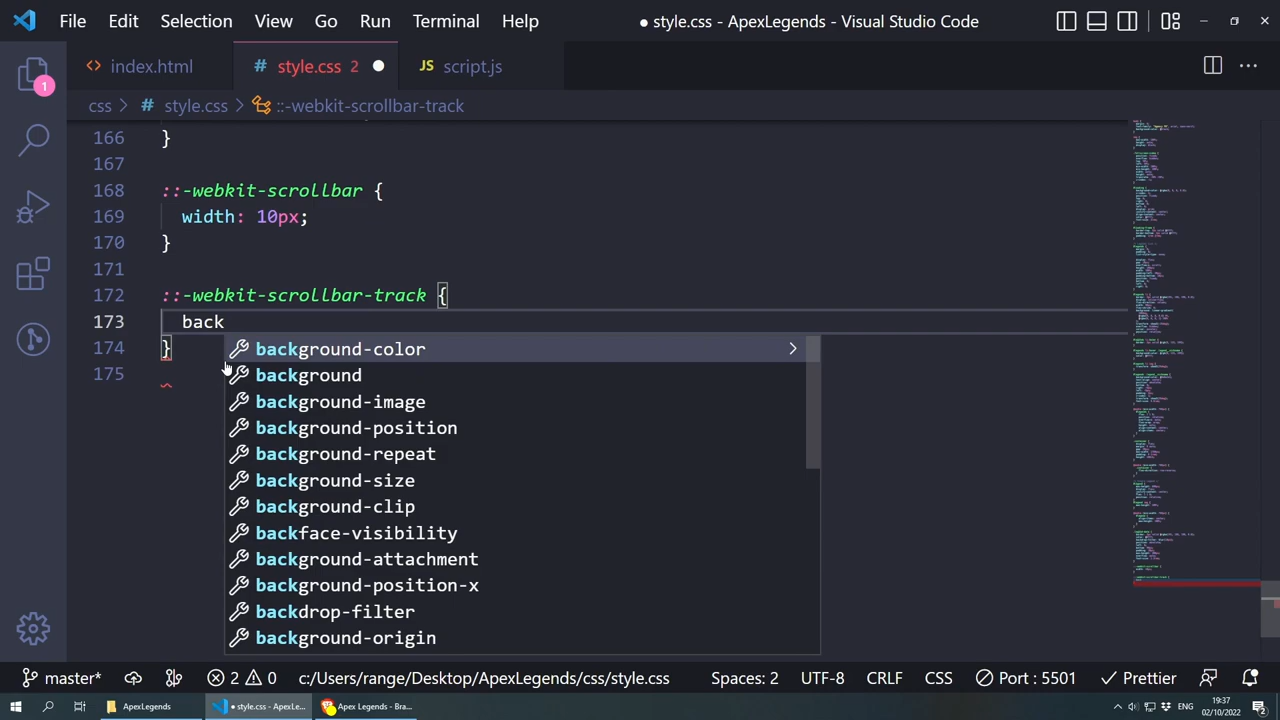 File Edit Selection View Go Run Terminal Help ● style.css - ApexLegends - Visual Studio Code
<> index.html # style.css 2 ● JS script.js
1
css > # style.css > ::-webkit-scrollbar-track
166 }
167
168 ::-webkit-scrollbar {
169 width: 10px;
170 }
171
172 ::-webkit-scrollbar-track {
173 back
174 }
175
background-color
background
background-image
background-position
background-repeat
background-size
background-clip
backface-visibility
background-attachment
background-position-x
backdrop-filter
background-origin
master* 2 0 c:/Users/range/Desktop/ApexLegends/css/style.css Spaces: 2 UTF-8 CRLF CSS Port : 5501 Prettier
ApexLegends ● style.css - ApexLe... Apex Legends - Bra... ENG 19:37
02/10/2022 2